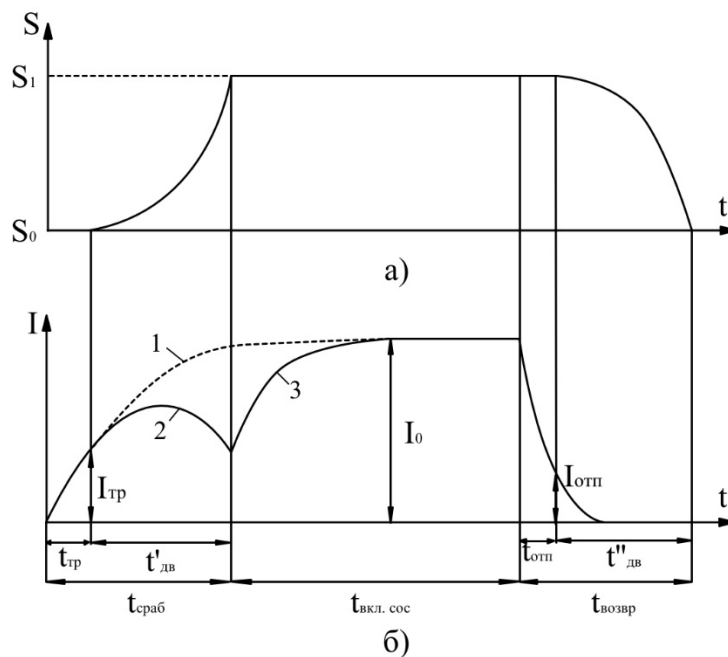 S
S₁
S₀
t
а)
I
1
2
3
Iтр
I₀
Iотп
t
tтр
t'дв
tотп
t"дв
tсраб
tвкл. сос
tвозвр
б)